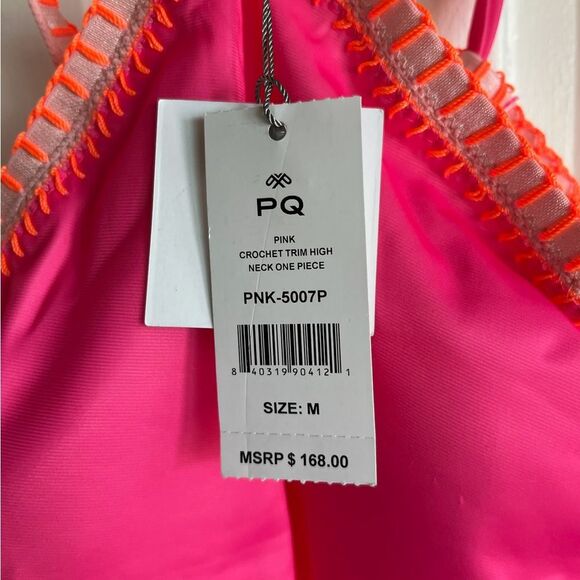 PQ
PINK
CROCHET TRIM HIGH
NECK ONE PIECE
PNK-5007P
8 40319 90412 1
SIZE: M
MSRP $ 168.00